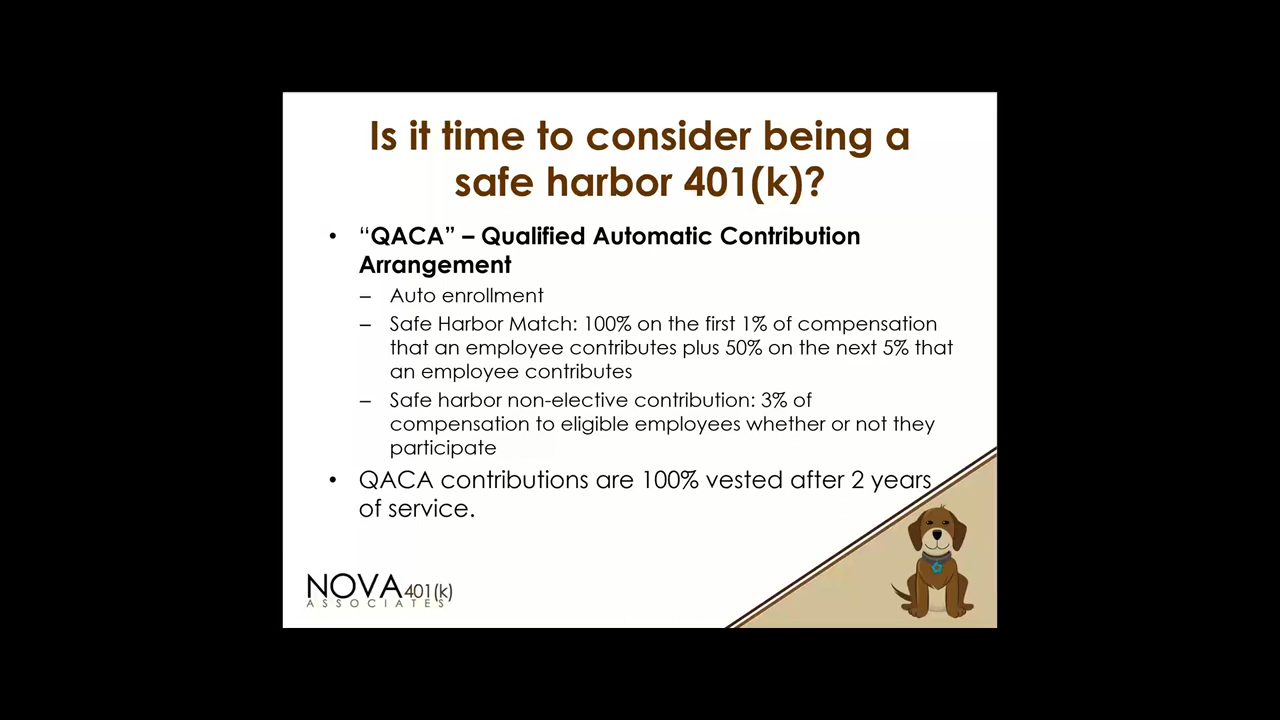 Is it time to consider being a
safe harbor 401(k)?
• “QACA” – Qualified Automatic Contribution
Arrangement
– Auto enrollment
– Safe Harbor Match: 100% on the first 1% of compensation
that an employee contributes plus 50% on the next 5% that
an employee contributes
– Safe harbor non-elective contribution: 3% of
compensation to eligible employees whether or not they
participate
• QACA contributions are 100% vested after 2 years
of service.
NOVA 401(k)
ASSOCIATES